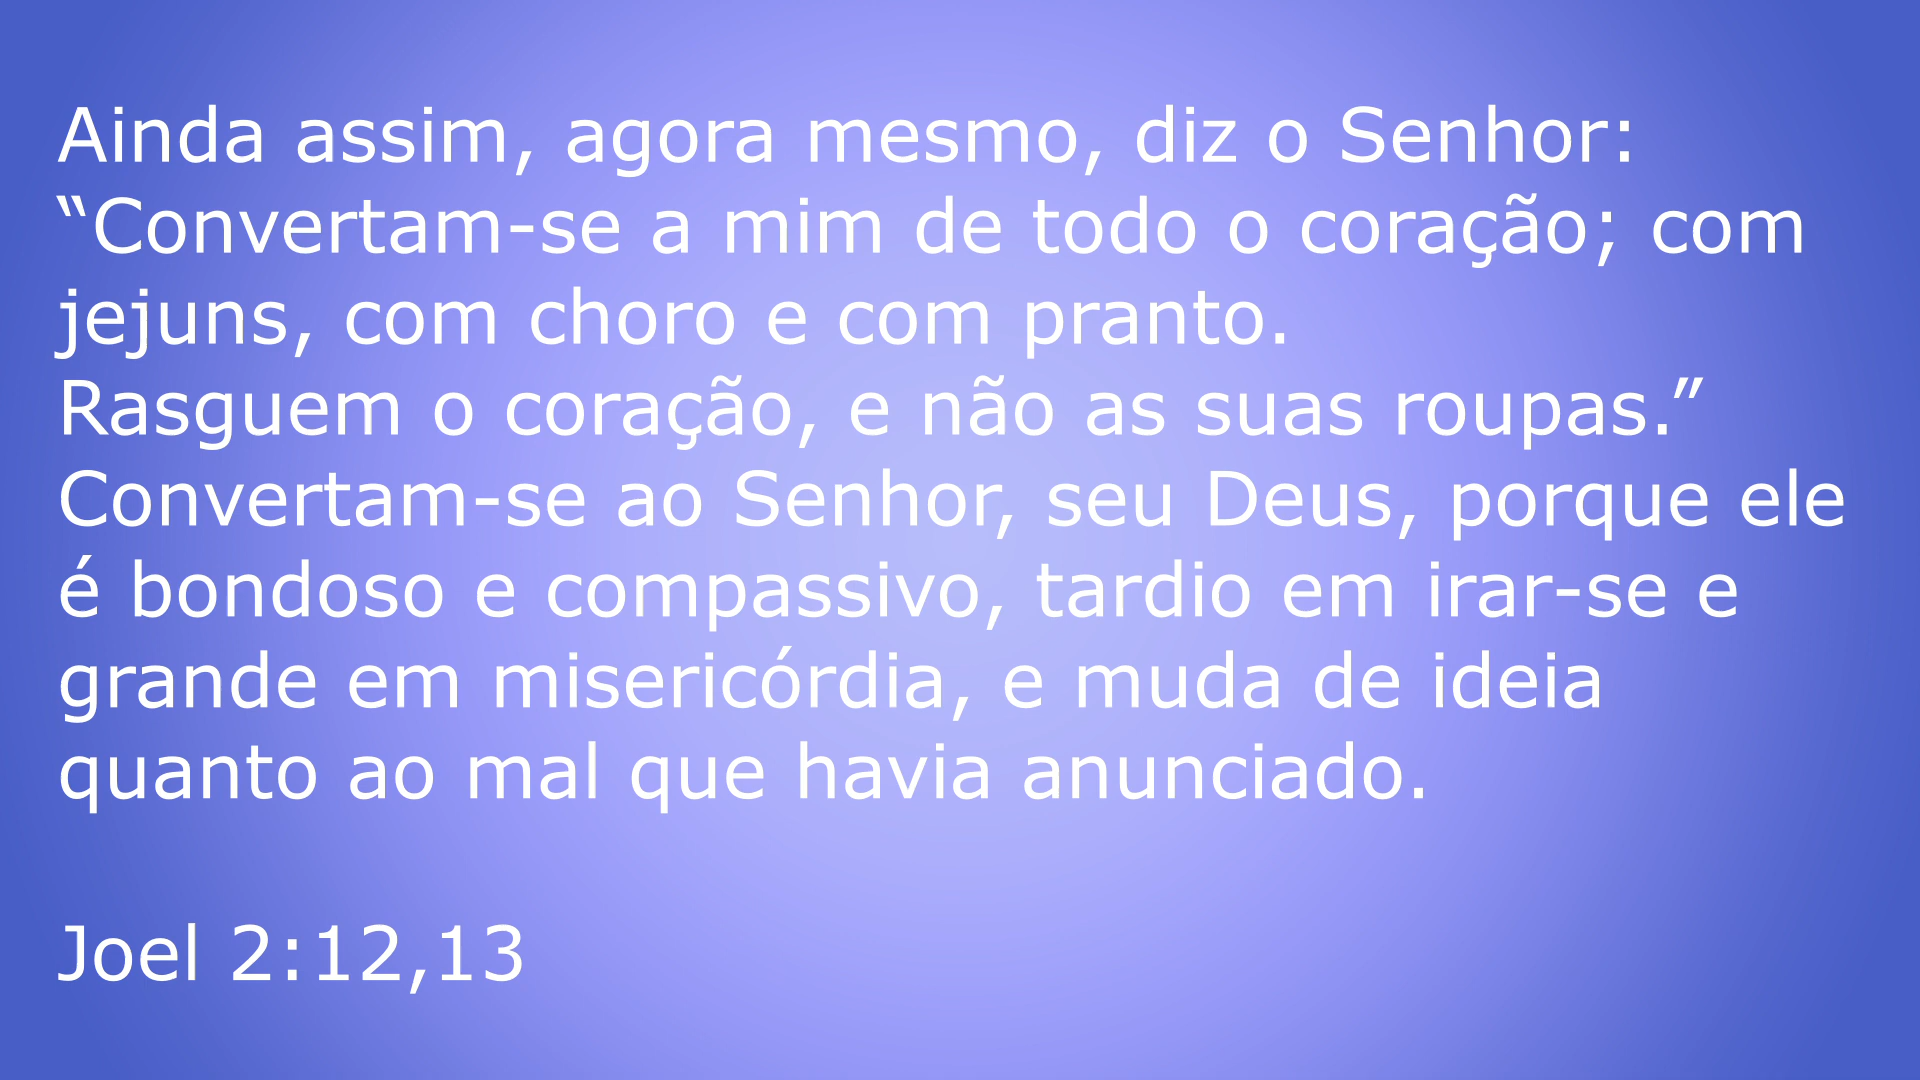 Ainda assim, agora mesmo, diz o Senhor:
“Convertam-se a mim de todo o coração; com
jejuns, com choro e com pranto.
Rasguem o coração, e não as suas roupas.”
Convertam-se ao Senhor, seu Deus, porque ele
é bondoso e compassivo, tardio em irar-se e
grande em misericórdia, e muda de ideia
quanto ao mal que havia anunciado.
Joel 2:12,13